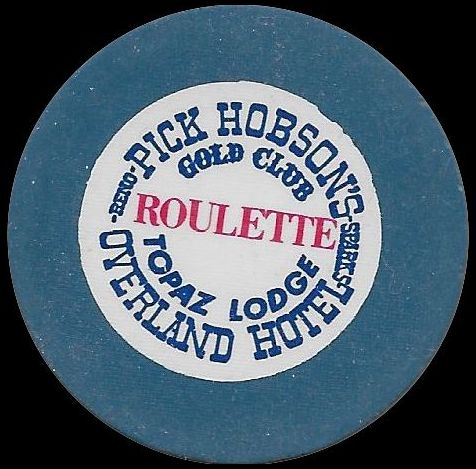 PICK HOBSON'S
GOLD CLUB
-RENO-
ROULETTE
-SPARKS-
TOPAZ LODGE
OVERLAND HOTEL